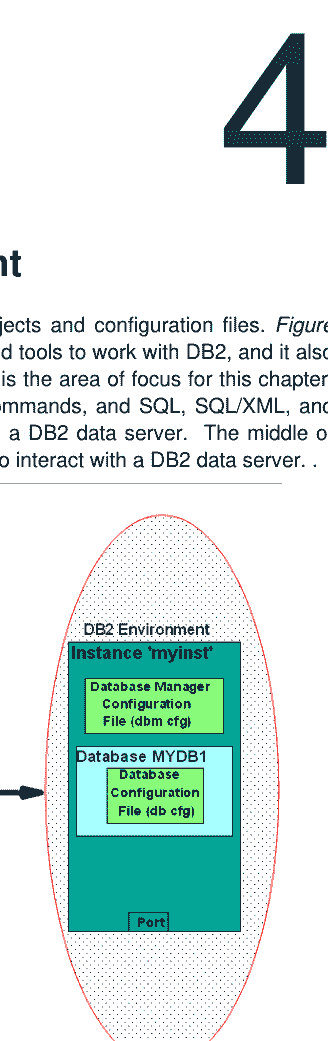 4
nt
jects and configuration files. Figure
d tools to work with DB2, and it also
is the area of focus for this chapter
ommands, and SQL, SQL/XML, and
a DB2 data server. The middle o
o interact with a DB2 data server. .
DB2 Environment
Instance 'myinst'
Database Manager
Configuration
File (dbm cfg)
Database MYDB1
Database
Configuration
File (db cfg)
Port